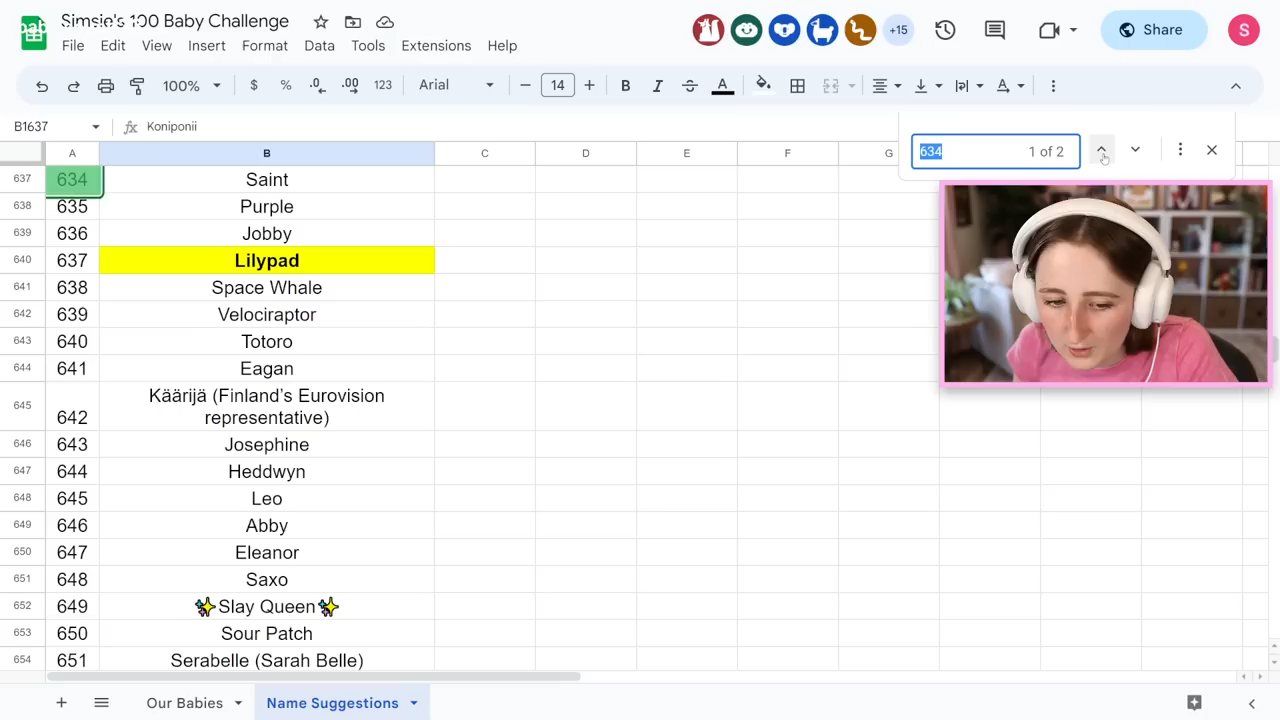 Simsie's 100 Baby Challenge
+15
Share
S
File Edit View Insert Format Data Tools Extensions Help
100% $ % .0 .00 123 Arial 14 B I A
B1637 Koniponii
634 1 of 2
A B C D E F G
637 634 Saint
638 635 Purple
639 636 Jobby
640 637 Lilypad
641 638 Space Whale
642 639 Velociraptor
643 640 Totoro
644 641 Eagan
645 642 Käärijä (Finland’s Eurovision
representative)
646 643 Josephine
647 644 Heddwyn
648 645 Leo
649 646 Abby
650 647 Eleanor
651 648 Saxo
652 649 ✨Slay Queen✨
653 650 Sour Patch
654 651 Serabelle (Sarah Belle)
Our Babies Name Suggestions